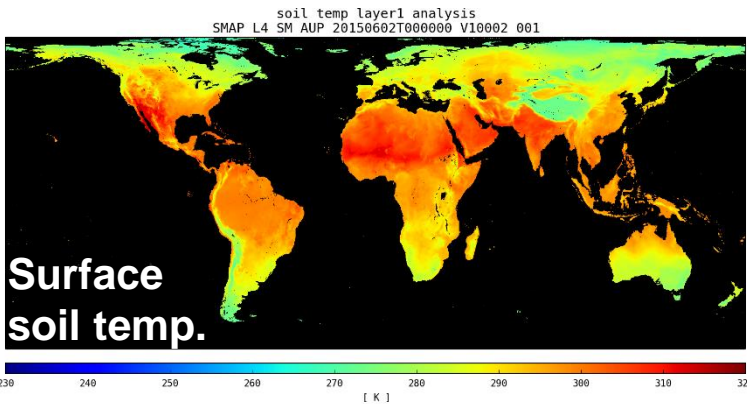 soil temp layer1 analysis
SMAP L4 SM AUP 20150602T000000 V10002 001
Surface
soil temp.
230 240 250 260 270 280 290 300 310 32
[ K ]